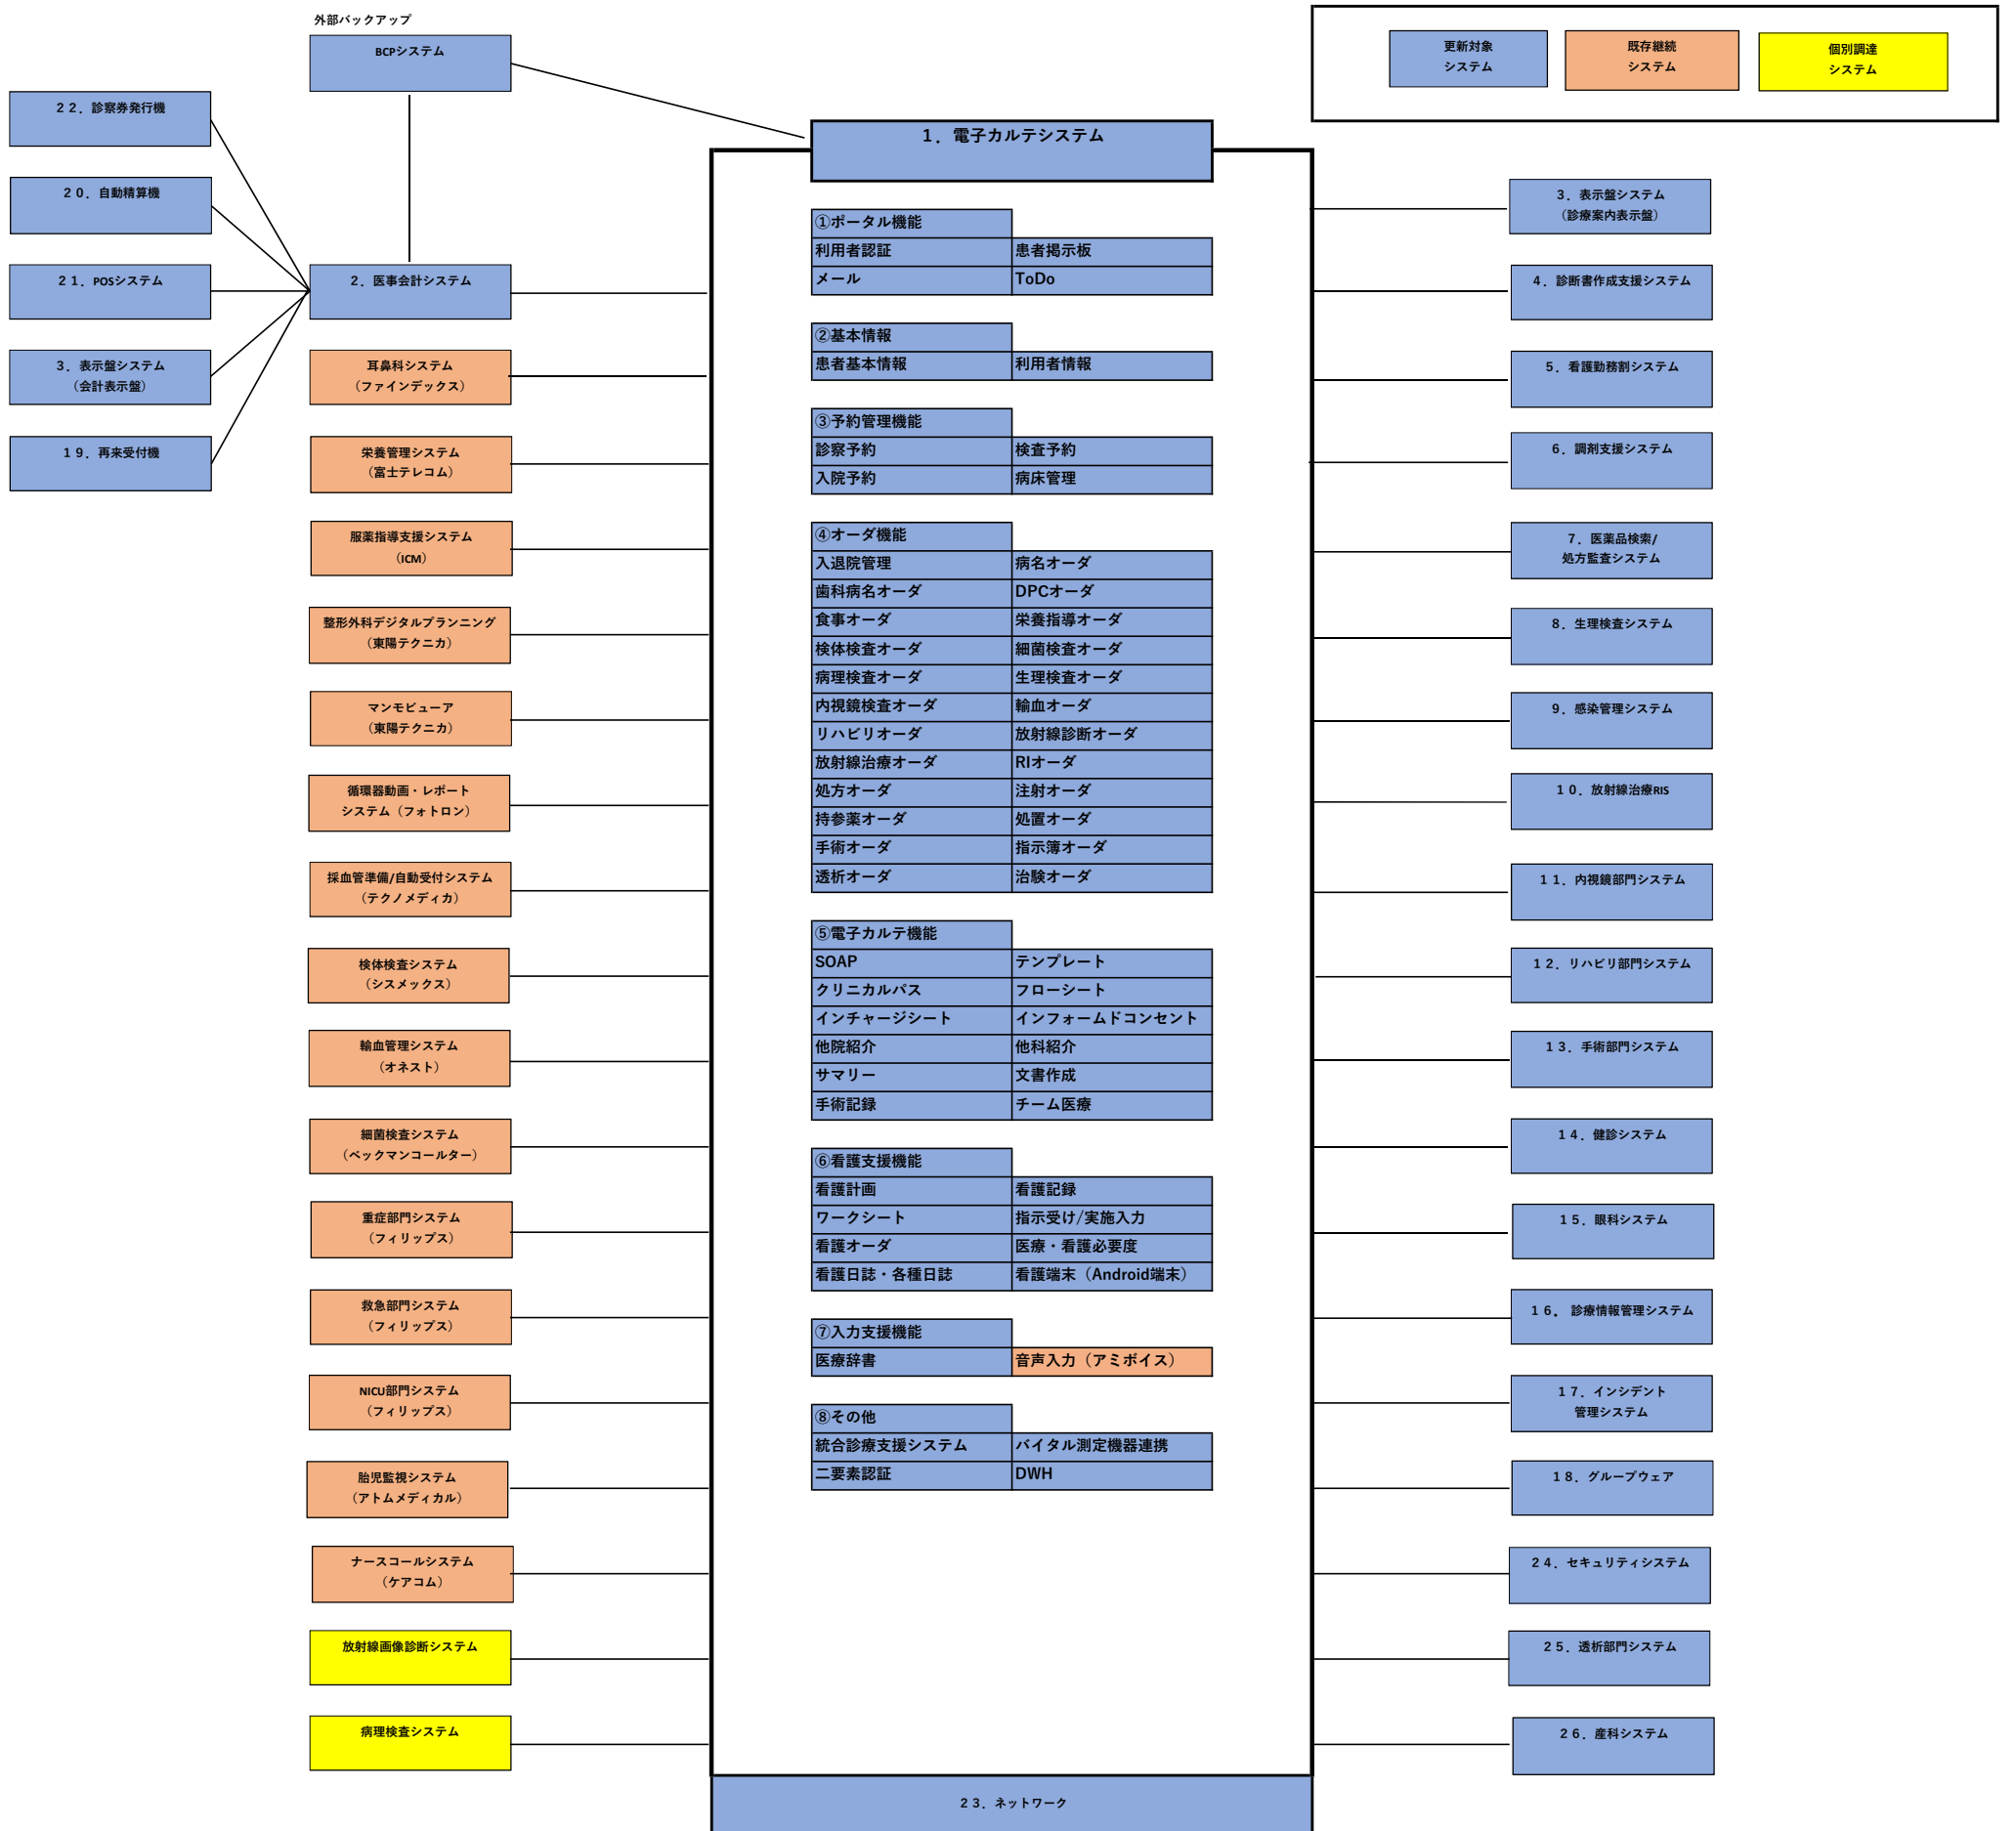 外部バックアップ
BCPシステム
更新対象
システム
既存継続
システム
個別調達
システム
２２．診察券発行機
２０．自動精算機
２１．POSシステム
３．表示盤システム
（会計表示盤）
１９．再来受付機
２．医事会計システム
耳鼻科システム
（ファインデックス）
栄養管理システム
（富士テレコム）
服薬指導支援システム
（ICM）
整形外科デジタルプランニング
（東陽テクニカ）
マンモビューア
（東陽テクニカ）
循環器動画・レポート
システム（フォトロン）
採血管準備/自動受付システム
（テクノメディカ）
検体検査システム
（シスメックス）
輸血管理システム
（オネスト）
細菌検査システム
（ベックマンコールター）
重症部門システム
（フィリップス）
救急部門システム
（フィリップス）
NICU部門システム
（フィリップス）
胎児監視システム
（アトムメディカル）
ナースコールシステム
（ケアコム）
放射線画像診断システム
病理検査システム
１．電子カルテシステム
①ポータル機能
利用者認証 患者掲示板
メール ToDo
②基本情報
患者基本情報 利用者情報
③予約管理機能
診察予約 検査予約
入院予約 病床管理
④オーダ機能
入退院管理 病名オーダ
歯科病名オーダ DPCオーダ
食事オーダ 栄養指導オーダ
検体検査オーダ 細菌検査オーダ
病理検査オーダ 生理検査オーダ
内視鏡検査オーダ 輸血オーダ
リハビリオーダ 放射線診断オーダ
放射線治療オーダ RIオーダ
処方オーダ 注射オーダ
持参薬オーダ 処置オーダ
手術オーダ 指示簿オーダ
透析オーダ 治験オーダ
⑤電子カルテ機能
SOAP テンプレート
クリニカルパス フローシート
インチャージシート インフォームドコンセント
他院紹介 他科紹介
サマリー 文書作成
手術記録 チーム医療
⑥看護支援機能
看護計画 看護記録
ワークシート 指示受け/実施入力
看護オーダ 医療・看護必要度
看護日誌・各種日誌 看護端末（Android端末）
⑦入力支援機能
医療辞書 音声入力（アミボイス）
⑧その他
統合診療支援システム バイタル測定機器連携
二要素認証 DWH
２３．ネットワーク
３．表示盤システム
（診療案内表示盤）
４．診断書作成支援システム
５．看護勤務割システム
６．調剤支援システム
７．医薬品検索/
処方監査システム
８．生理検査システム
９．感染管理システム
１０．放射線治療RIS
１１．内視鏡部門システム
１２．リハビリ部門システム
１３．手術部門システム
１４．健診システム
１５．眼科システム
１６． 診療情報管理システム
１７．インシデント
管理システム
１８．グループウェア
２４．セキュリティシステム
２５．透析部門システム
２６．産科システム